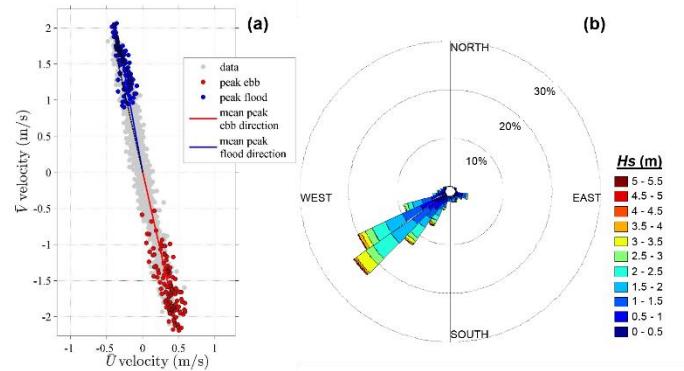 (a)
2
1.5
1
0.5
0
-0.5
-1
-1.5
-2
V̄ velocity (m/s)
-1
-0.5
0
0.5
1
Ū velocity (m/s)
data
peak ebb
peak flood
mean peak
ebb direction
mean peak
flood direction
(b)
NORTH
30%
20%
10%
WEST
EAST
SOUTH
Hs (m)
5 - 5.5
4.5 - 5
4 - 4.5
3.5 - 4
3 - 3.5
2.5 - 3
2 - 2.5
1.5 - 2
1 - 1.5
0.5 - 1
0 - 0.5